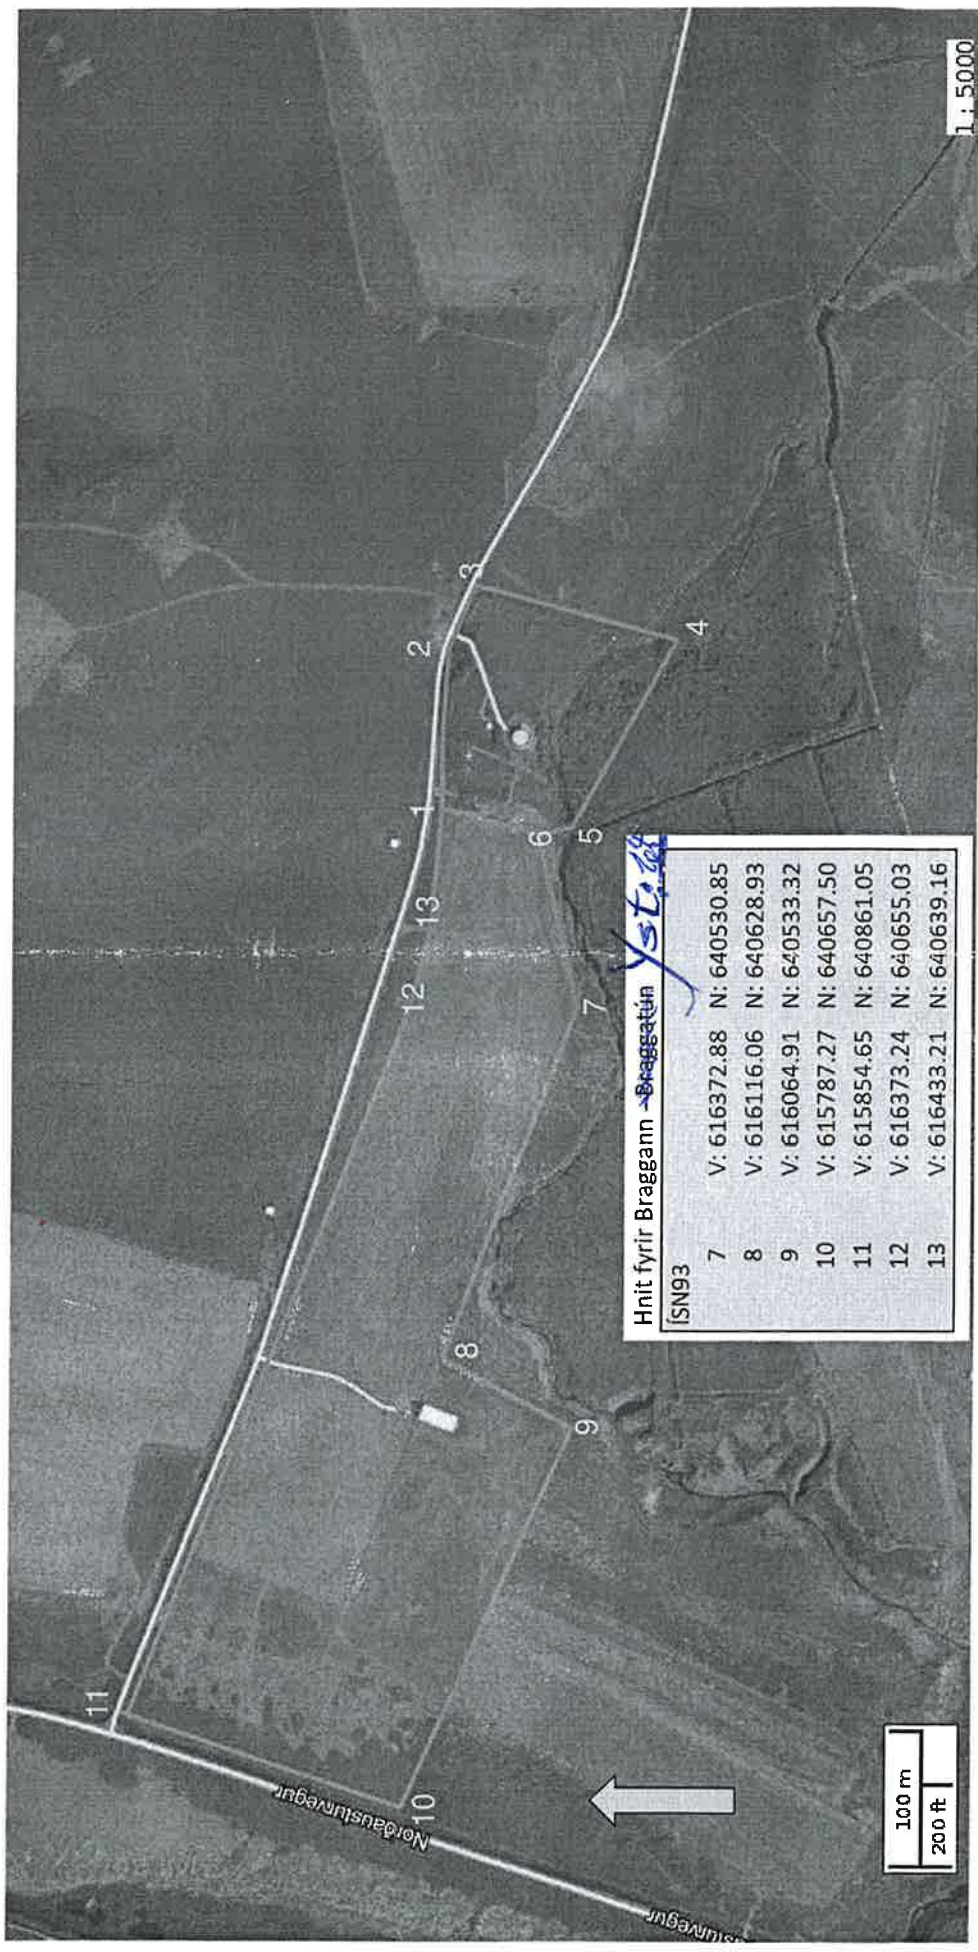 11
10
Norðausturvegur
12
13
1
2
3
4
5
6
7
8
9
Hnit fyrir Braggann - Braggatún
ÍSN93
7 V: 616372.88 N: 640530.85
8 V: 616116.06 N: 640628.93
9 V: 616064.91 N: 640533.32
10 V: 615787.27 N: 640657.50
11 V: 615854.65 N: 640861.05
12 V: 616373.24 N: 640655.03
13 V: 616433.21 N: 640639.16
100 m
200 ft
1 : 5000